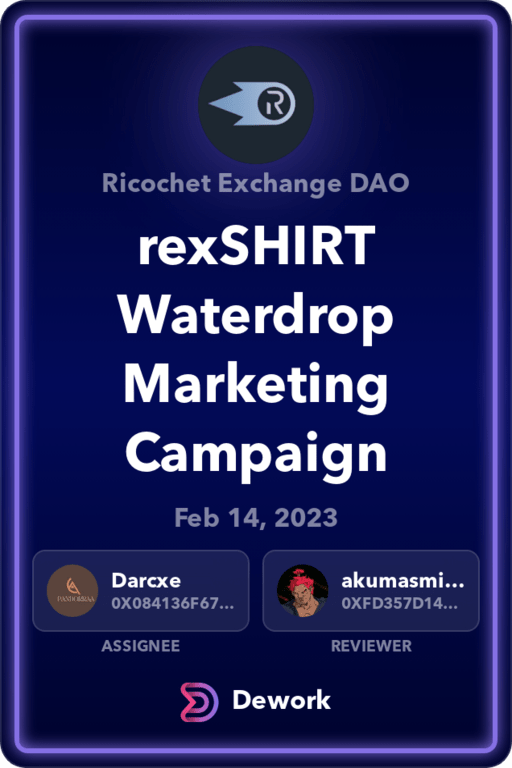 R
Ricochet Exchange DAO
rexSHIRT
Waterdrop
Marketing
Campaign
Feb 14, 2023
Darcxe
0X084136F67...
akumasmi...
0XFD357D14...
ASSIGNEE
REVIEWER
Dework